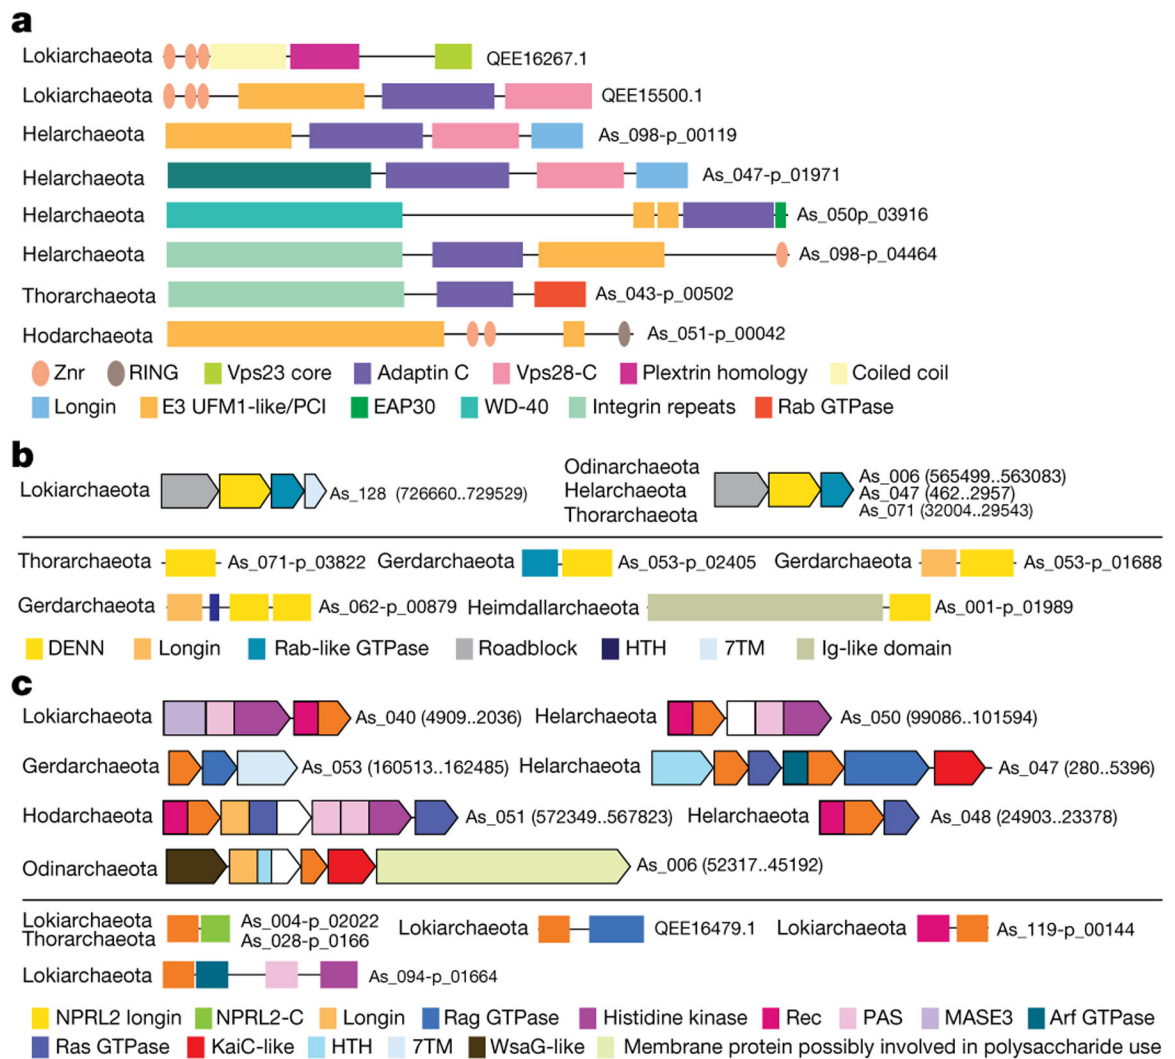 a
Lokiarchaeota QEE16267.1
Lokiarchaeota QEE15500.1
Helarchaeota As_098-p_00119
Helarchaeota As_047-p_01971
Helarchaeota As_050p_03916
Helarchaeota As_098-p_04464
Thorarchaeota As_043-p_00502
Hodarchaeota As_051-p_00042
Znr RING Vps23 core Adaptin C Vps28-C Plextrin homology Coiled coil
Longin E3 UFM1-like/PCI EAP30 WD-40 Integrin repeats Rab GTPase
b
Lokiarchaeota As_128 (726660..729529)
Odinarchaeota As_006 (565499..563083)
Helarchaeota As_047 (462..2957)
Thorarchaeota As_071 (32004..29543)
Thorarchaeota As_071-p_03822 Gerdarchaeota As_053-p_02405 Gerdarchaeota As_053-p_01688
Gerdarchaeota As_062-p_00879 Heimdallarchaeota As_001-p_01989
DENN Longin Rab-like GTPase Roadblock HTH 7TM Ig-like domain
c
Lokiarchaeota As_040 (4909..2036) Helarchaeota As_050 (99086..101594)
Gerdarchaeota As_053 (160513..162485) Helarchaeota As_047 (280..5396)
Hodarchaeota As_051 (572349..567823) Helarchaeota As_048 (24903..23378)
Odinarchaeota As_006 (52317..45192)
Lokiarchaeota As_004-p_02022
Thorarchaeota As_028-p_0166
Lokiarchaeota QEE16479.1 Lokiarchaeota As_119-p_00144
Lokiarchaeota As_094-p_01664
NPRL2 longin NPRL2-C Longin Rag GTPase Histidine kinase Rec PAS MASE3 Arf GTPase
Ras GTPase KaiC-like HTH 7TM WsaG-like Membrane protein possibly involved in polysaccharide use